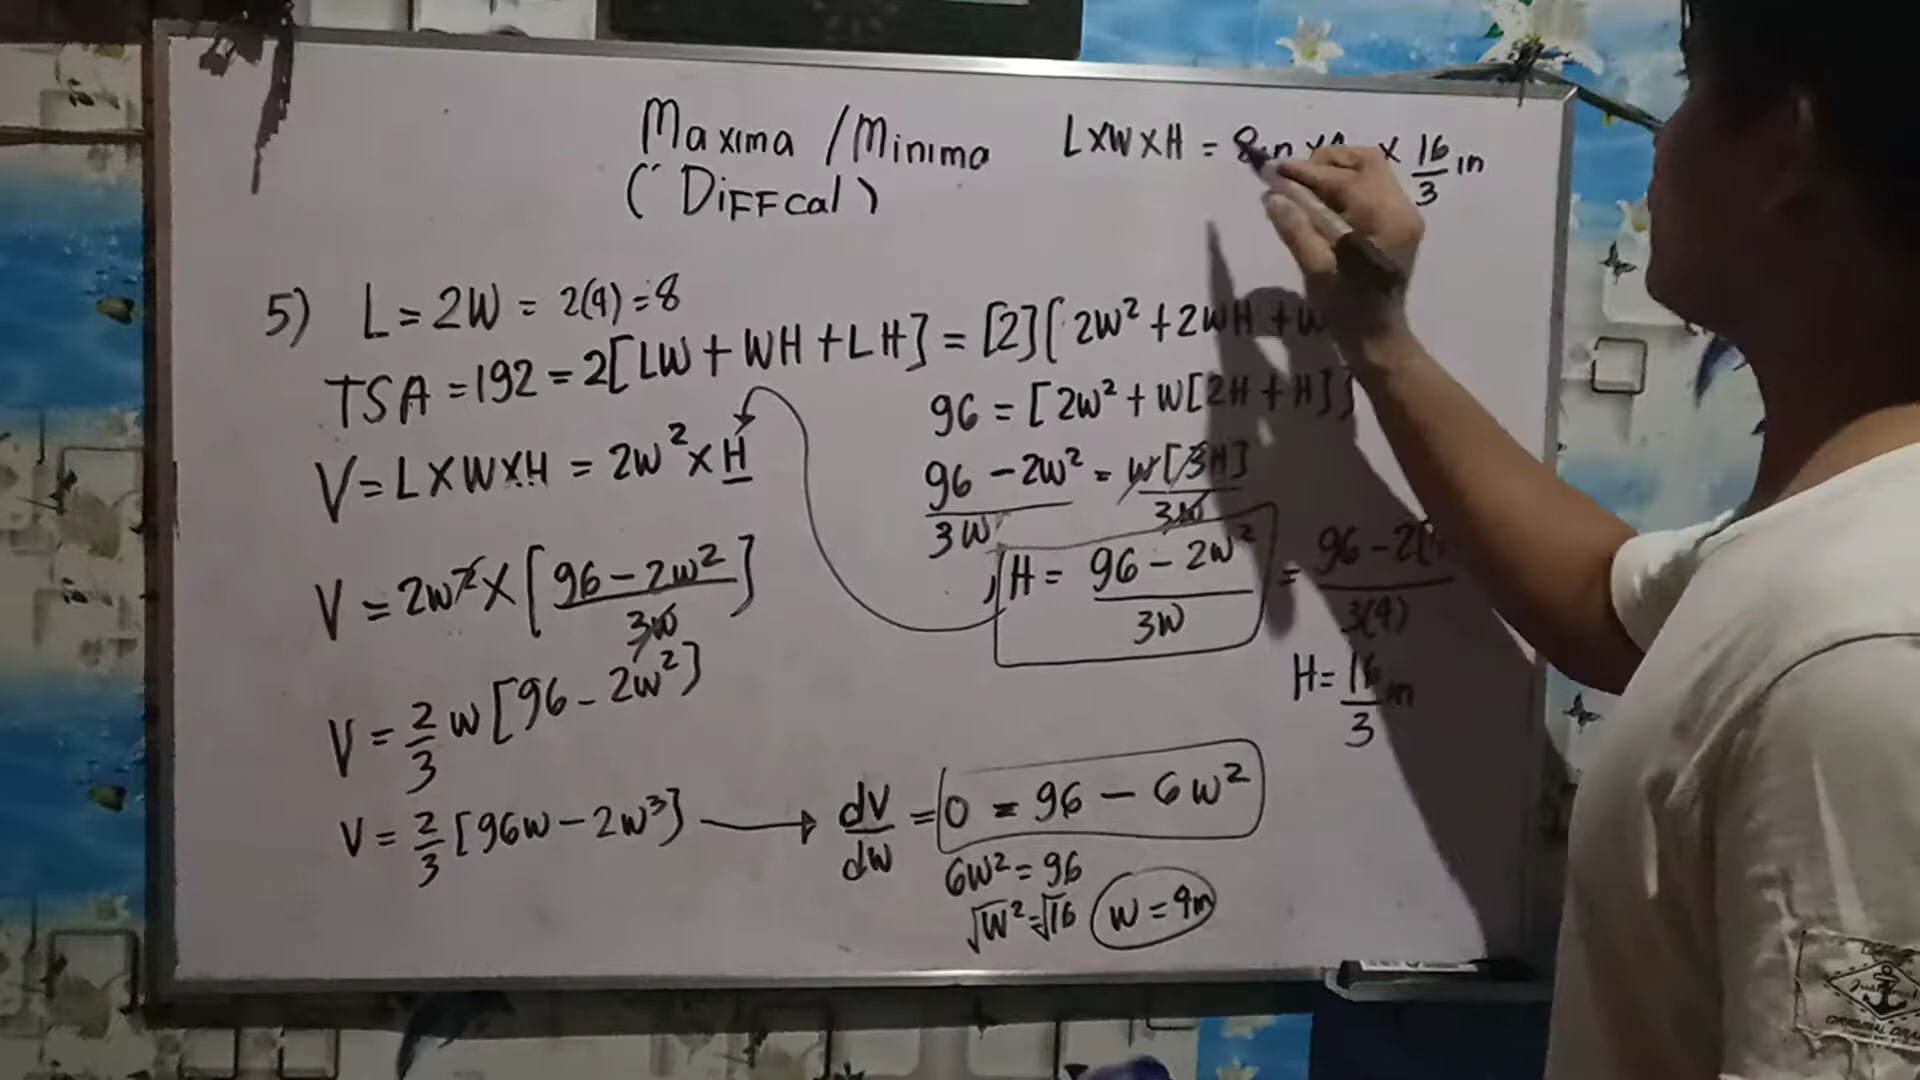 Maxima / Minima
(Diffcal)
L x W x H = 8in x x 16/3 in
5) L = 2W = 2(4) = 8
TSA = 192 = 2[LW + WH + LH] = [2][2W² + 2WH + W
96 = [2W² + W[2H + H]]
V = L x W x H = 2W² x H
96 - 2W² / 3W = W[3H] / 3W
V = 2W² x [96 - 2W² / 3W]
H = 96 - 2W² / 3W = 96 - 2( / 3(4)
H = 16/3 in
V = 2/3 W[96 - 2W²]
V = 2/3 [96W - 2W³] → dV/dW = 0 = 96 - 6W²
6W² = 96
√W² = √16 W = 4in
ORIGINAL